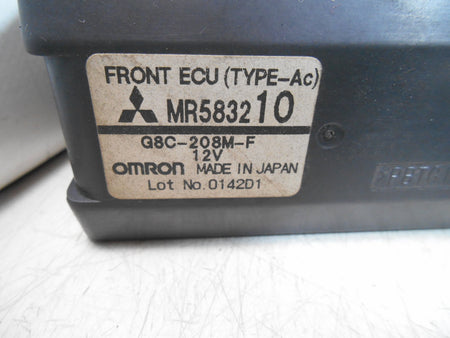 FRONT ECU (TYPE-Ac)
MR583210
G8C-208M-F
12V
OMRON MADE IN JAPAN
Lot No.0142D1